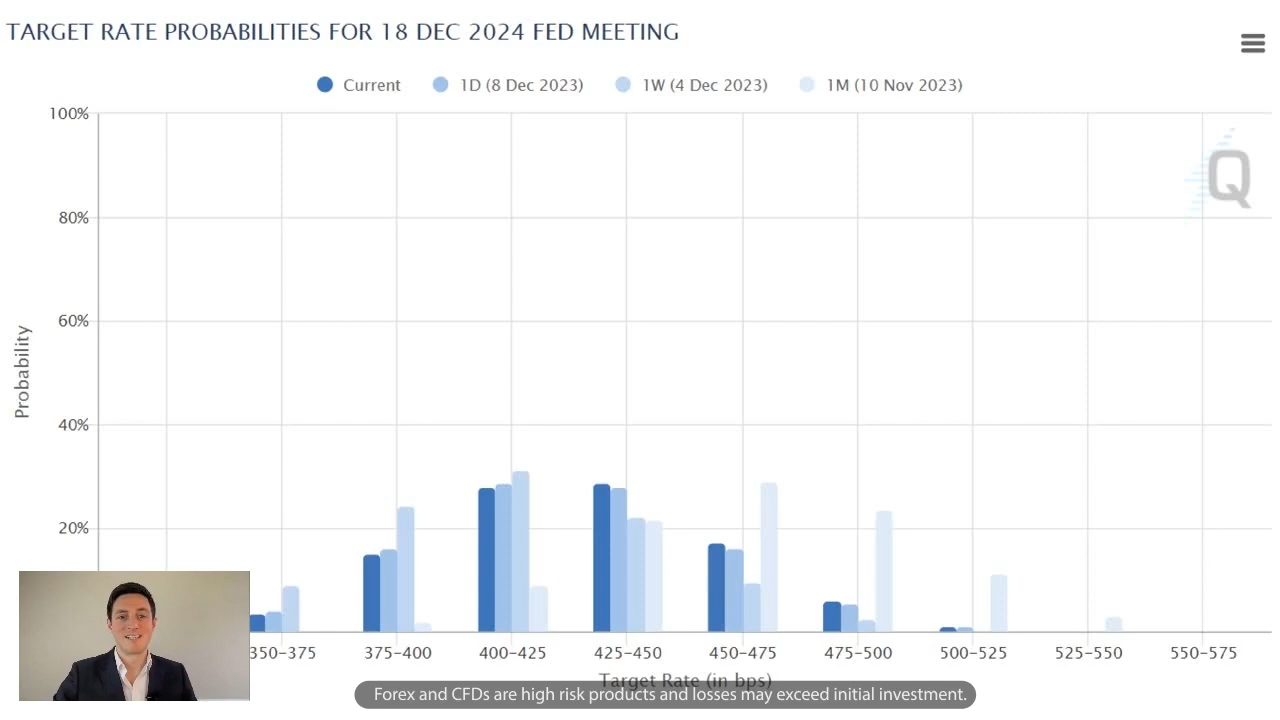 TARGET RATE PROBABILITIES FOR 18 DEC 2024 FED MEETING
Current 1D (8 Dec 2023) 1W (4 Dec 2023) 1M (10 Nov 2023)
100%
80%
60%
40%
20%
Probability
Q
350-375 375-400 400-425 425-450 450-475 475-500 500-525 525-550 550-575
Target Rate (in bps)
Forex and CFDs are high risk products and losses may exceed initial investment.